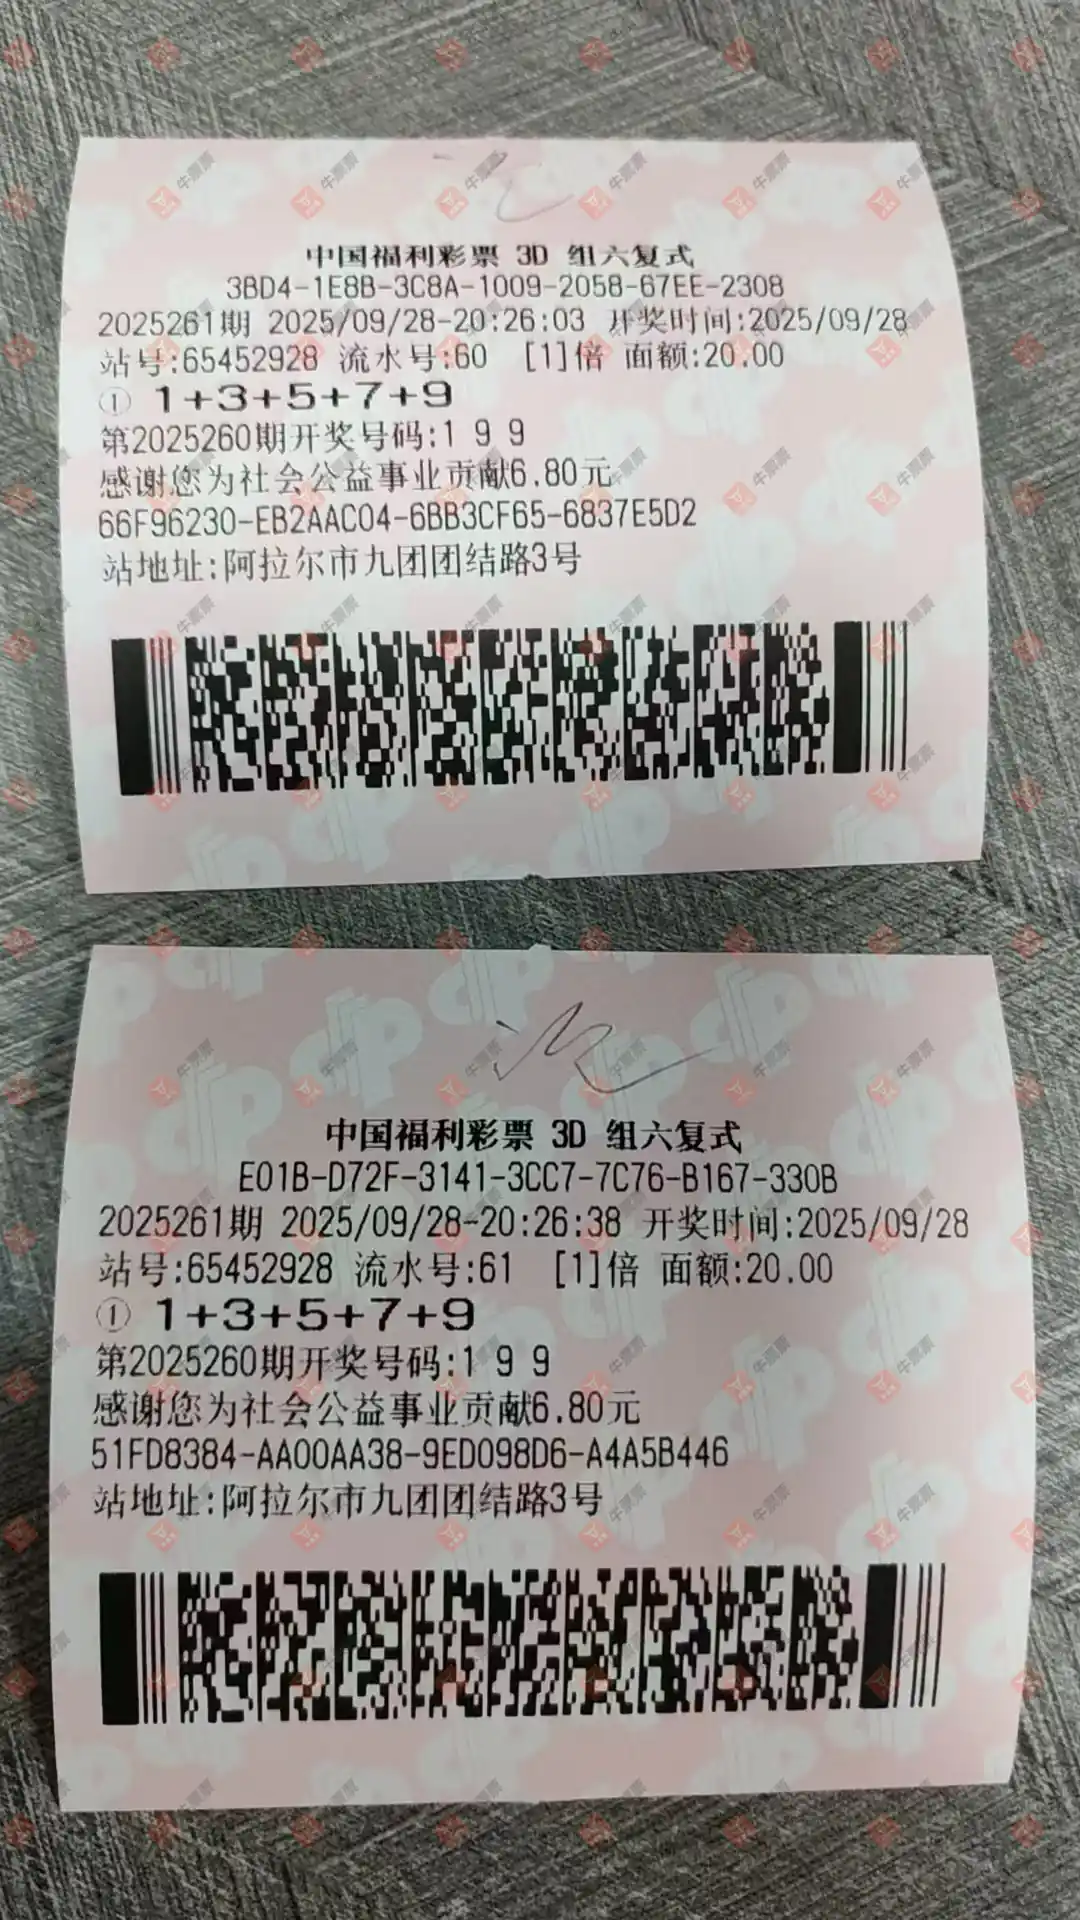 中国福利彩票 3D 组六复式
3BD4-1E8B-3C8A-1009-2058-67EE-2308
2025261期 2025/09/28-20:26:03 开奖时间:2025/09/28
站号:65452928 流水号:60 [1]倍 面额:20.00
① 1+3+5+7+9
第2025260期开奖号码:1 9 9
感谢您为社会公益事业贡献6.80元
66F96230-EB2AAC04-6BB3CF65-6837E5D2
站地址:阿拉尔市九团团结路3号
中国福利彩票 3D 组六复式
E01B-D72F-3141-3CC7-7C76-B167-330B
2025261期 2025/09/28-20:26:38 开奖时间:2025/09/28
站号:65452928 流水号:61 [1]倍 面额:20.00
① 1+3+5+7+9
第2025260期开奖号码:1 9 9
感谢您为社会公益事业贡献6.80元
51FD8384-AA00AA38-9ED098D6-A4A5B446
站地址:阿拉尔市九团团结路3号
牛票票